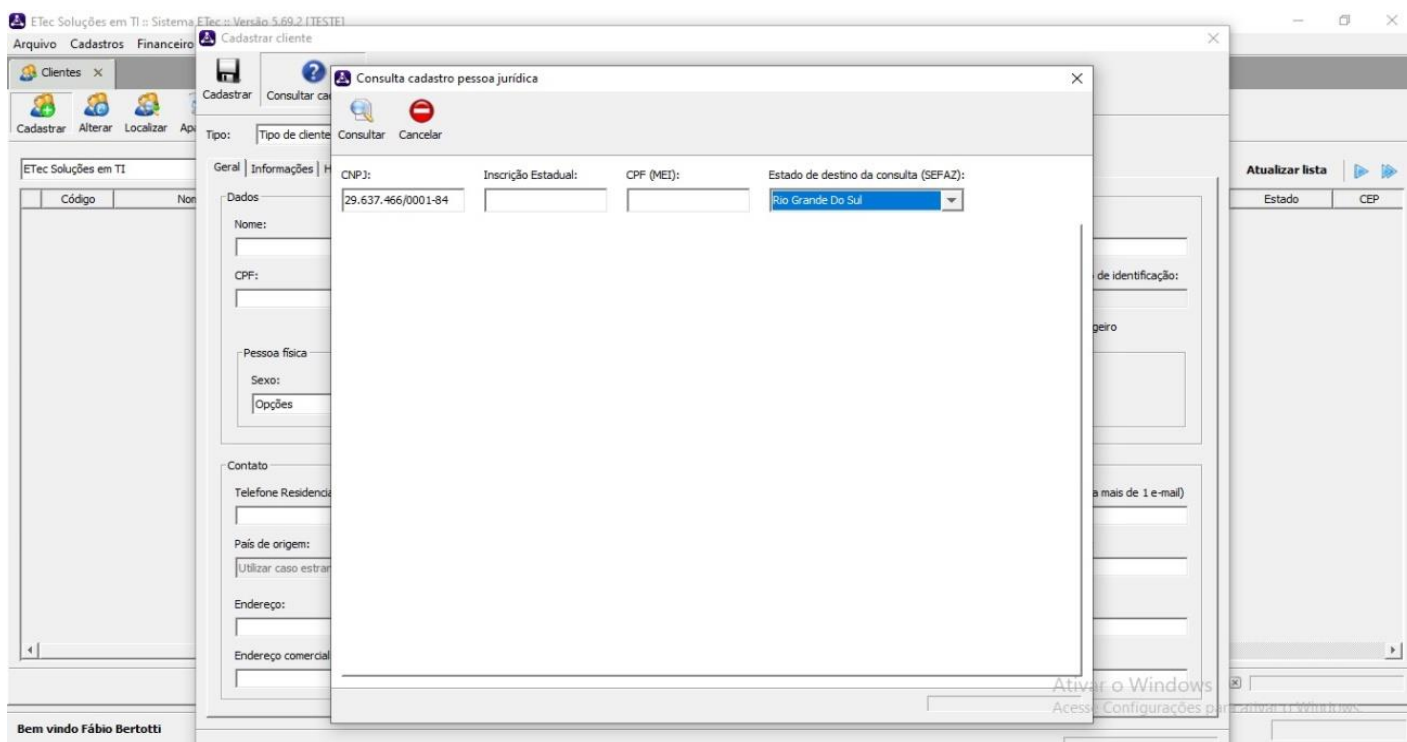 ETec Soluções em TI :: Sistema ETec :: Versão 5.69.2 [TESTE]
Arquivo Cadastros Financeiro
Clientes
Cadastrar Alterar Localizar
ETec Soluções em TI
Código
Cadastrar cliente
Cadastrar Consultar
Tipo: Tipo de cliente
Geral Informações
Dados
Nome:
CPF:
de identificação:
Pessoa física
Sexo:
Opções
Contato
Telefone
mais de 1 e-mail)
País de origem:
Utilizar caso
Endereço:
Endereço comercial
Consulta cadastro pessoa jurídica
Consultar Cancelar
CNPJ: Inscrição Estadual: CPF (MEI): Estado de destino da consulta (SEFAZ):
29.637.466/0001-84 Rio Grande Do Sul
Atualizar lista
Estado CEP
Ativar o Windows
Acesse Configurações para ativar o Windows.
Bem vindo Fábio Bertotti